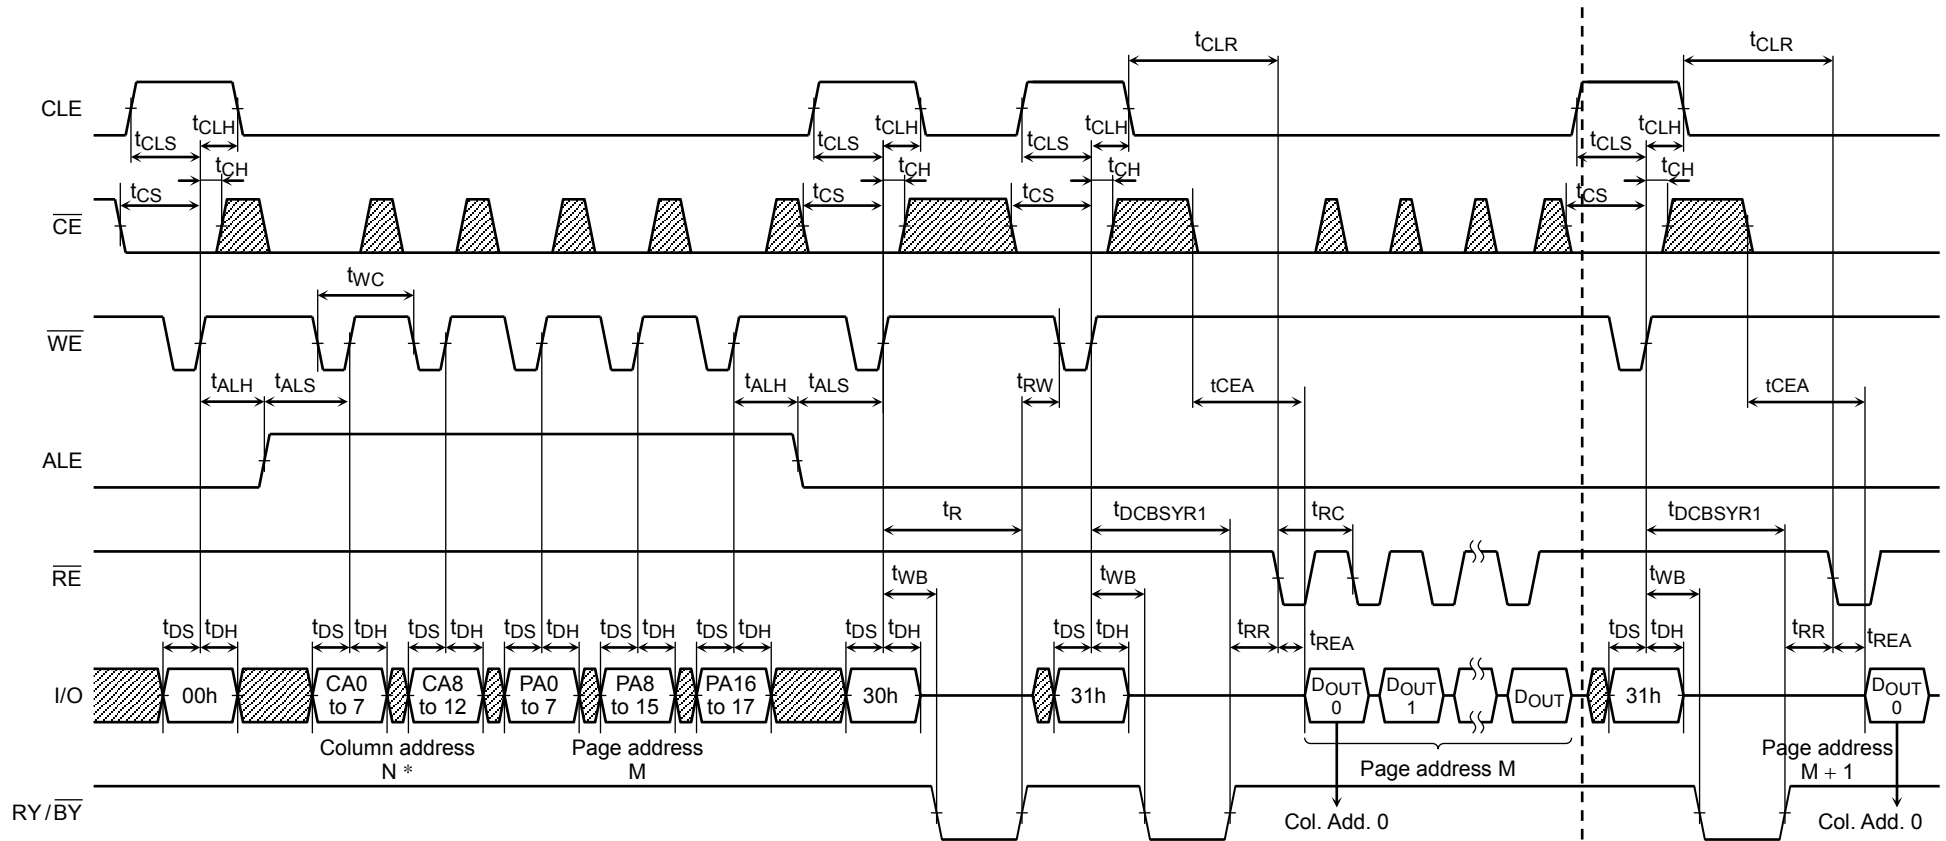 tCLR tCLR
CLE
tCLS tCLH tCLS tCLH tCLS tCLH tCLS tCLH
tCH tCH tCH tCH
tCS tCS tCS tCS
CE
tWC
WE
tALH tALS tALH tALS tRW tCEA tCEA
ALE
tR tDCBSYR1 tRC tDCBSYR1
RE
tWB tWB tWB
tDS tDH tDS tDH tDS tDH tDS tDH tDS tDH tDS tDH tDS tDH tDS tDH tRR tREA tDS tDH tRR tREA
I/O
00h
CA0
to 7
CA8
to 12
PA0
to 7
PA8
to 15
PA16
to 17
30h
31h
DOUT
0
DOUT
1
DOUT
31h
DOUT
0
Column address
N *
Page address
M
Page address M
Page address
M + 1
RY/BY
Col. Add. 0
Col. Add. 0